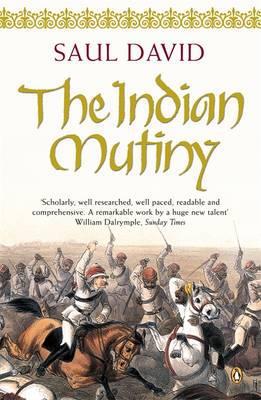 SAUL DAVID
The Indian
Mutiny
'Scholarly, well researched, well paced, readable and
comprehensive. A remarkable work by a huge new talent'
William Dalrymple, Sunday Times